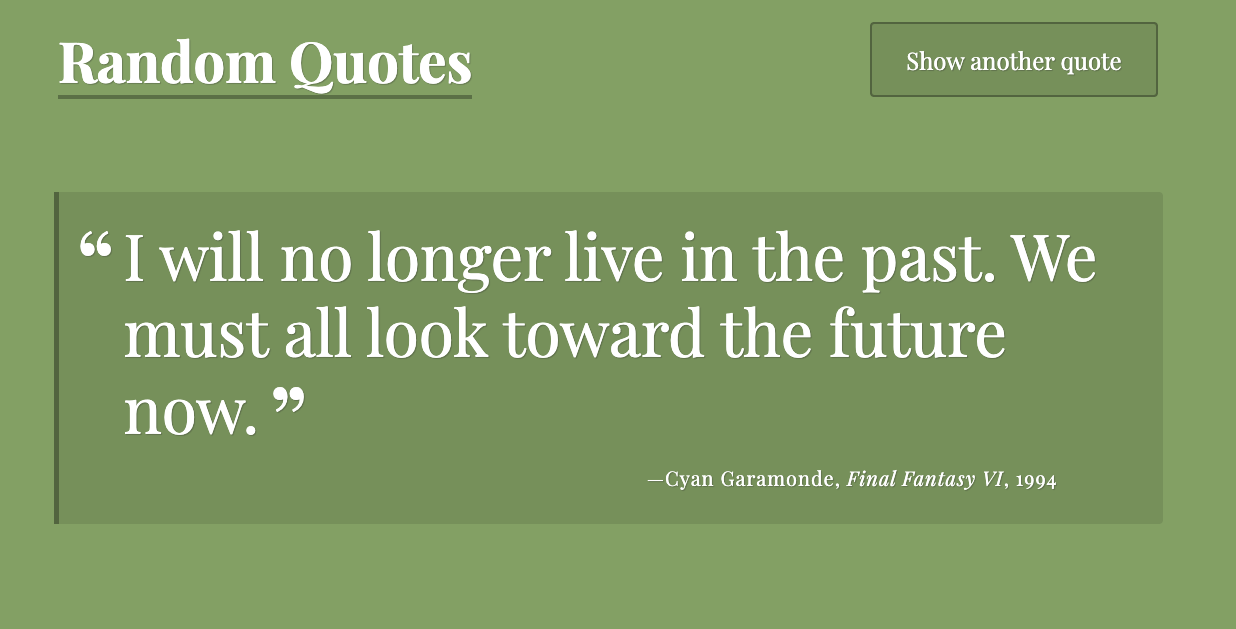 Random Quotes
Show another quote
“ I will no longer live in the past. We
must all look toward the future
now. ”
—Cyan Garamonde, Final Fantasy VI, 1994